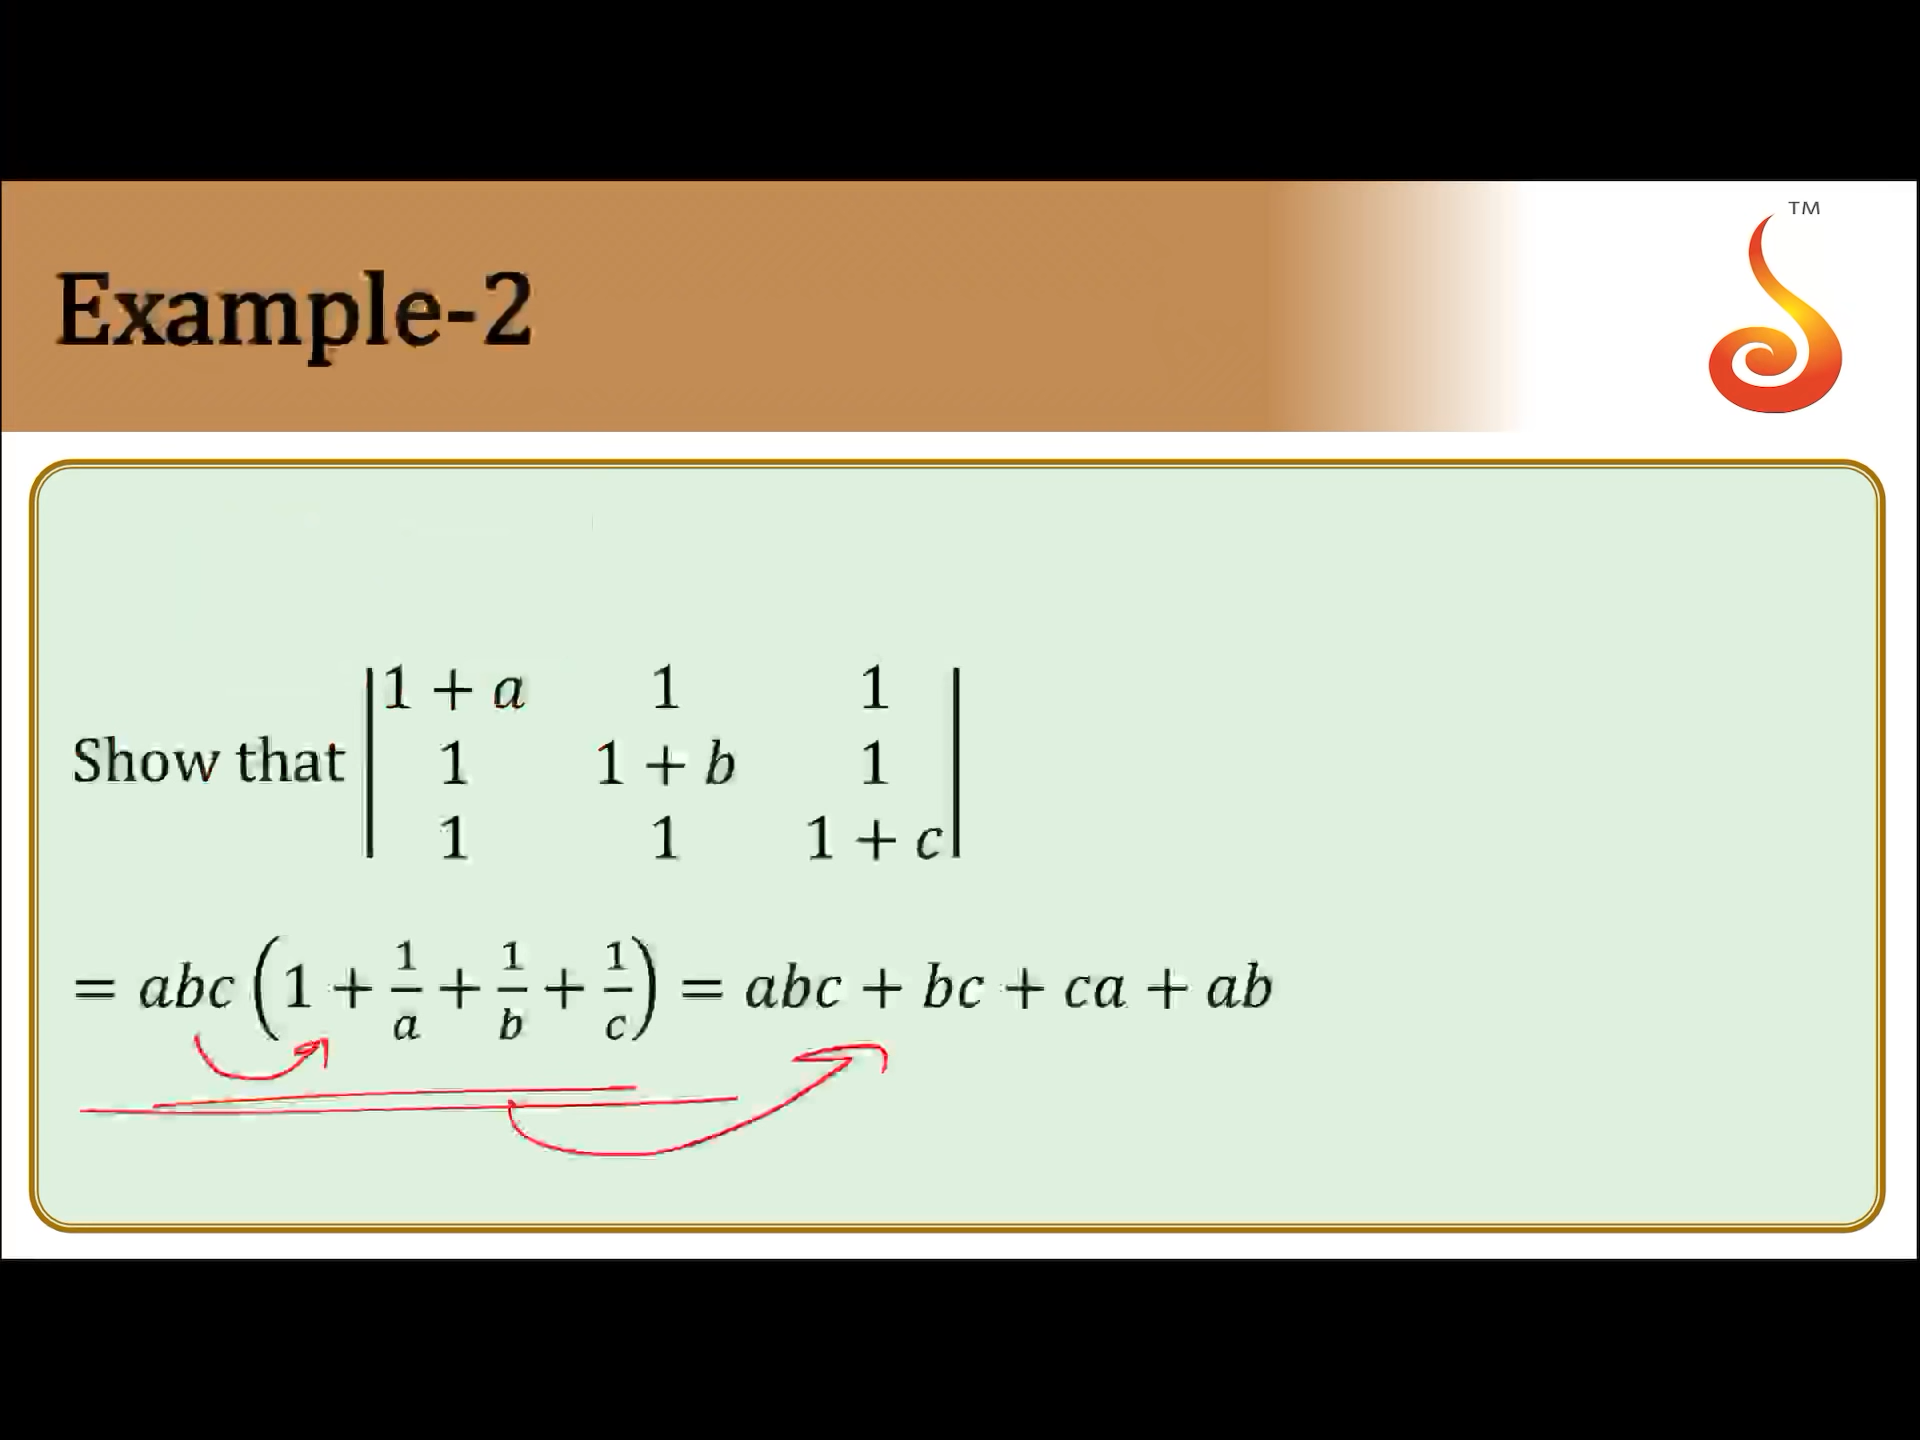 TM
Example-2
Show that |1 + a 1 1|
|1 1 + b 1|
|1 1 1 + c|
= abc (1 + 1/a + 1/b + 1/c) = abc + bc + ca + ab